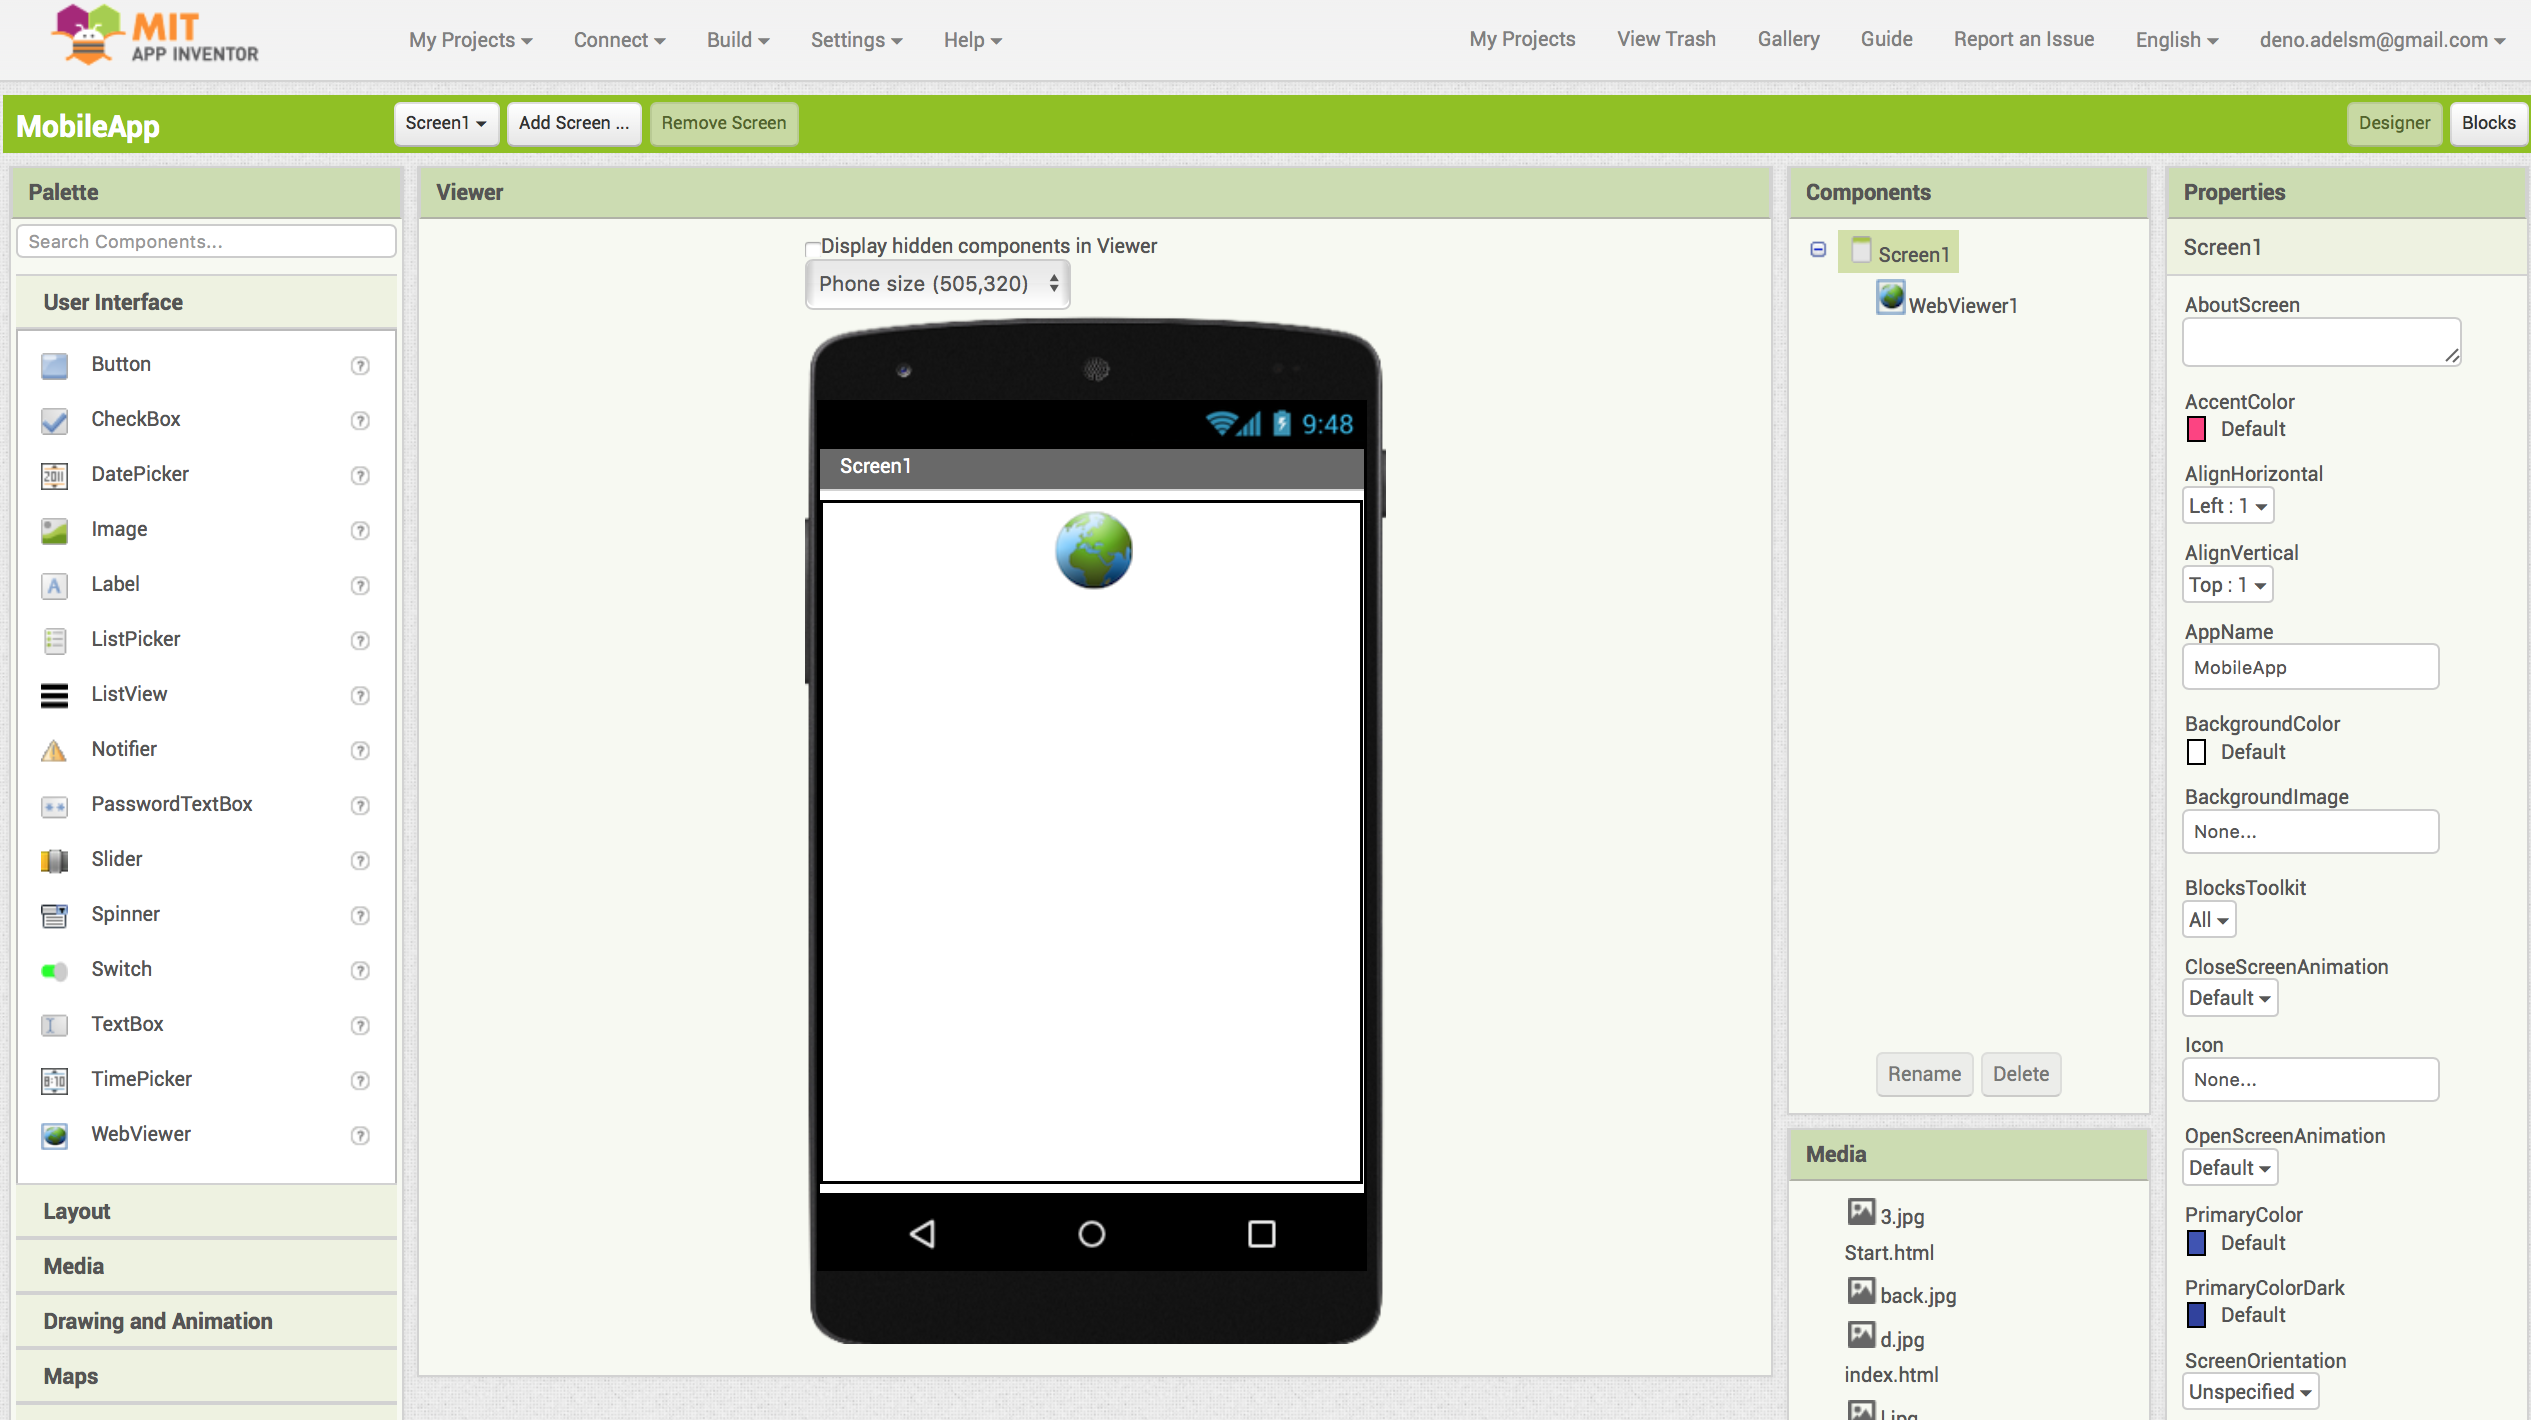 MIT
APP INVENTOR
My Projects
Connect
Build
Settings
Help
My Projects
View Trash
Gallery
Guide
Report an Issue
English
deno.adelsm@gmail.com
MobileApp
Screen1
Add Screen ...
Remove Screen
Designer
Blocks
Palette
Search Components...
User Interface
Button
CheckBox
DatePicker
Image
Label
ListPicker
ListView
Notifier
PasswordTextBox
Slider
Spinner
Switch
TextBox
TimePicker
WebViewer
Layout
Media
Drawing and Animation
Maps
Viewer
Display hidden components in Viewer
Phone size (505,320)
9:48
Screen1
Components
Screen1
WebViewer1
Rename
Delete
Media
3.jpg
Start.html
back.jpg
d.jpg
index.html
Properties
Screen1
AboutScreen
AccentColor
Default
AlignHorizontal
Left : 1
AlignVertical
Top : 1
AppName
MobileApp
BackgroundColor
Default
BackgroundImage
None...
BlocksToolkit
All
CloseScreenAnimation
Default
Icon
None...
OpenScreenAnimation
Default
PrimaryColor
Default
PrimaryColorDark
Default
ScreenOrientation
Unspecified